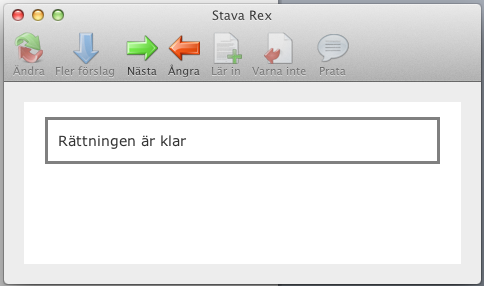 Stava Rex
Ändra Fler förslag Nästa Ångra Lär in Varna inte Prata
Rättningen är klar